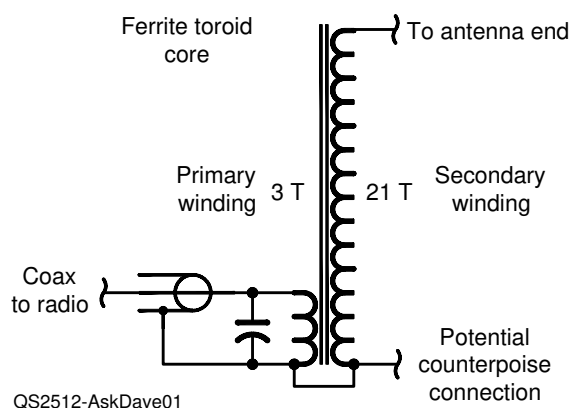 Ferrite toroid
core
To antenna end
Primary
winding
3 T
21 T
Secondary
winding
Coax
to radio
Potential
counterpoise
connection
QS2512-AskDave01